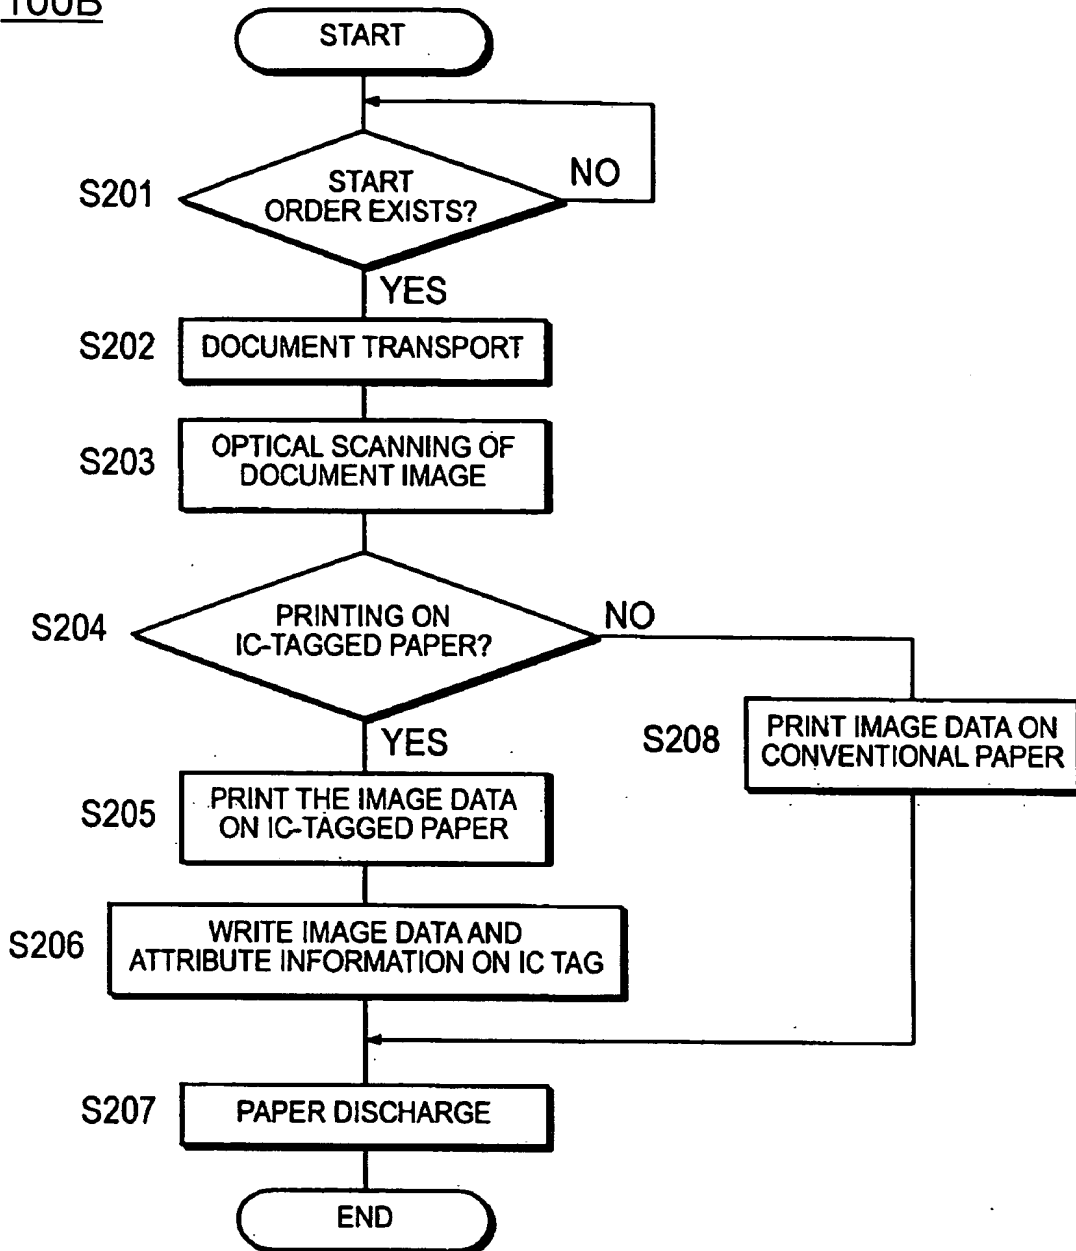 100B
START
S201
START
ORDER EXISTS?
NO
YES
S202
DOCUMENT TRANSPORT
S203
OPTICAL SCANNING OF
DOCUMENT IMAGE
S204
PRINTING ON
IC-TAGGED PAPER?
NO
YES
S208
PRINT IMAGE DATA ON
CONVENTIONAL PAPER
S205
PRINT THE IMAGE DATA
ON IC-TAGGED PAPER
S206
WRITE IMAGE DATA AND
ATTRIBUTE INFORMATION ON IC TAG
S207
PAPER DISCHARGE
END